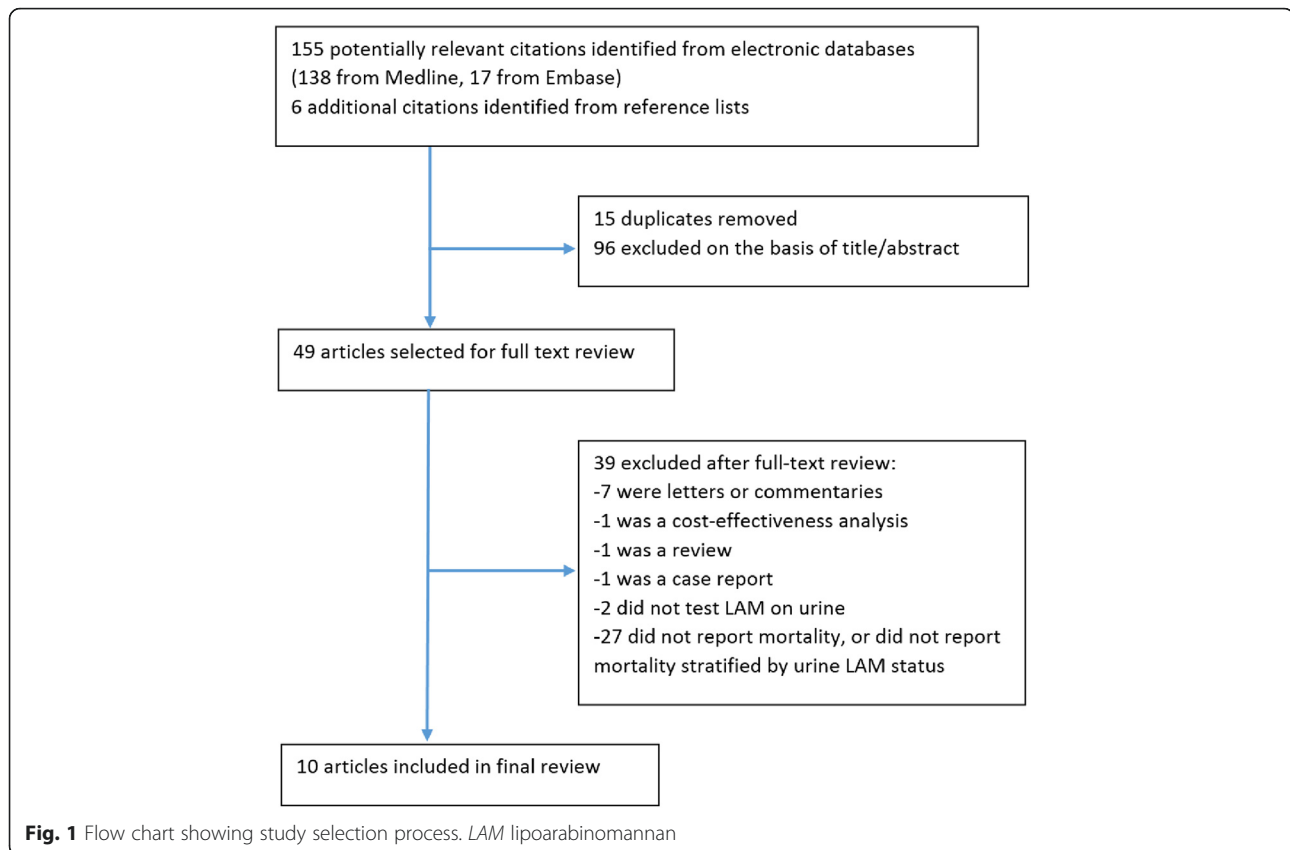 155 potentially relevant citations identified from electronic databases
(138 from Medline, 17 from Embase)
6 additional citations identified from reference lists
15 duplicates removed
96 excluded on the basis of title/abstract
49 articles selected for full text review
39 excluded after full-text review:
-7 were letters or commentaries
-1 was a cost-effectiveness analysis
-1 was a review
-1 was a case report
-2 did not test LAM on urine
-27 did not report mortality, or did not report
mortality stratified by urine LAM status
10 articles included in final review
Fig. 1 Flow chart showing study selection process. LAM lipoarabinomannan